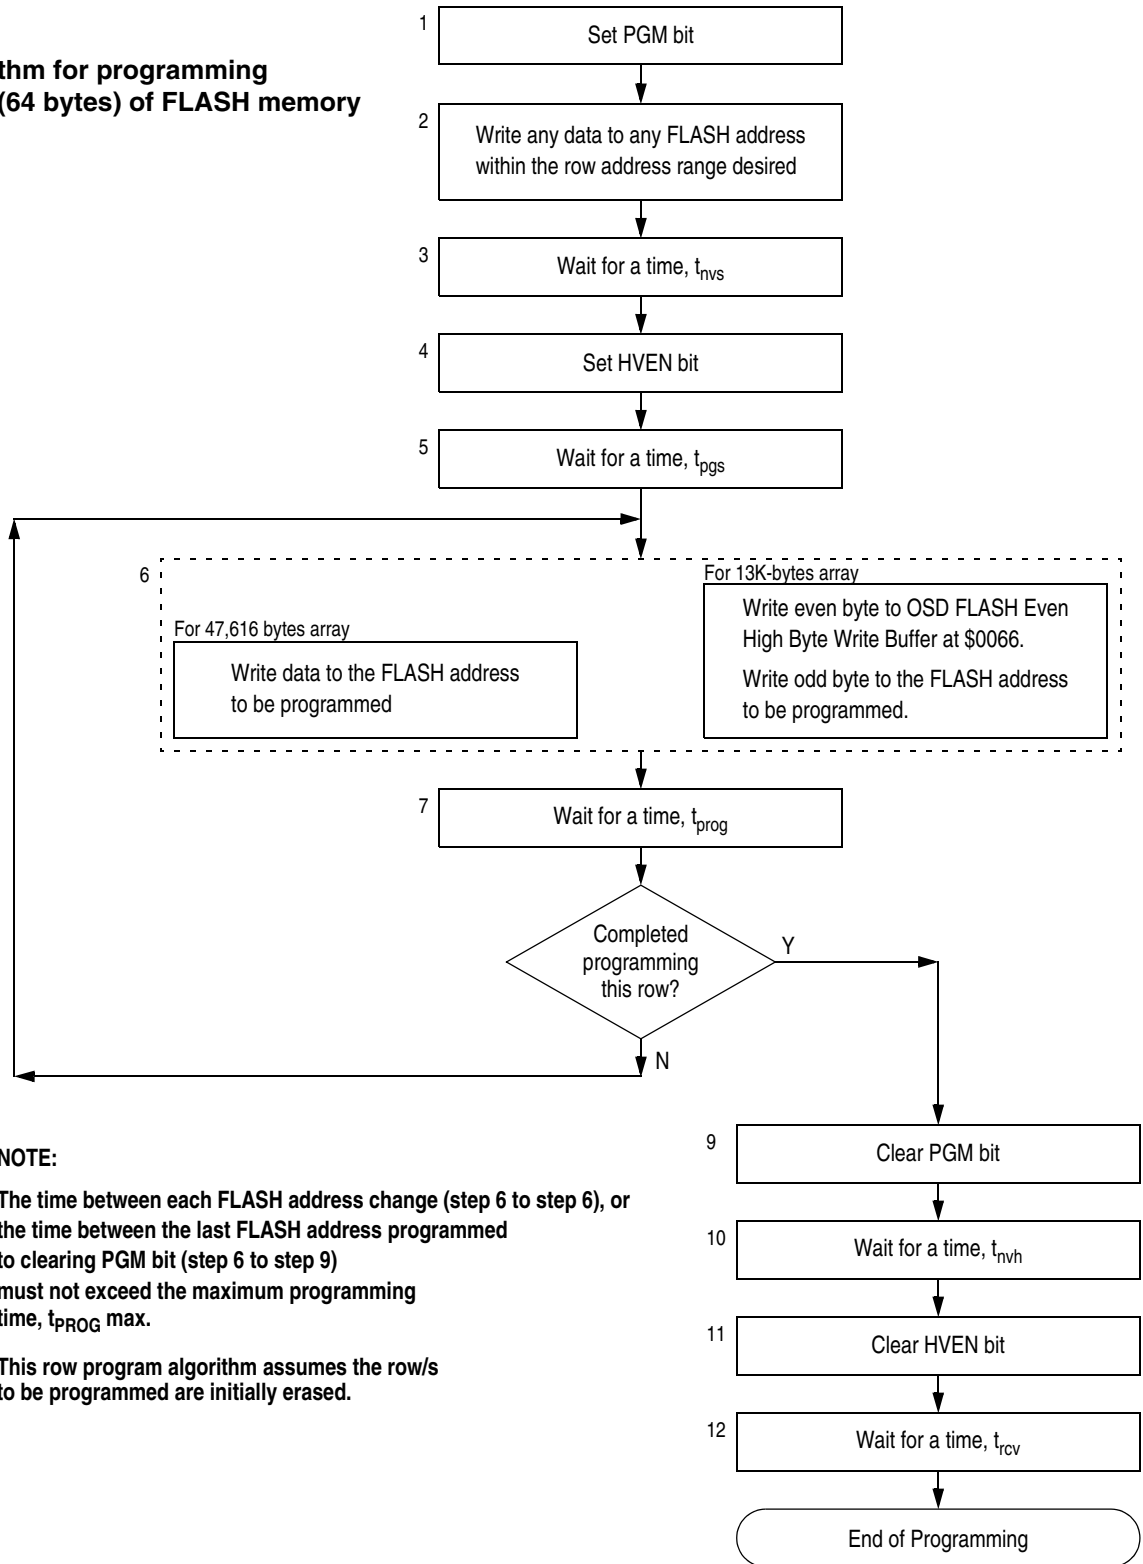 thm for programming
(64 bytes) of FLASH memory
1
Set PGM bit
2
Write any data to any FLASH address
within the row address range desired
3
Wait for a time, tnvs
4
Set HVEN bit
5
Wait for a time, tpgs
6
For 47,616 bytes array
Write data to the FLASH address
to be programmed
For 13K-bytes array
Write even byte to OSD FLASH Even
High Byte Write Buffer at $0066.
Write odd byte to the FLASH address
to be programmed.
7
Wait for a time, tprog
Completed
programming
this row?
Y
N
NOTE:
The time between each FLASH address change (step 6 to step 6), or
the time between the last FLASH address programmed
to clearing PGM bit (step 6 to step 9)
must not exceed the maximum programming
time, tPROG max.
This row program algorithm assumes the row/s
to be programmed are initially erased.
9
Clear PGM bit
10
Wait for a time, tnvh
11
Clear HVEN bit
12
Wait for a time, trcv
End of Programming